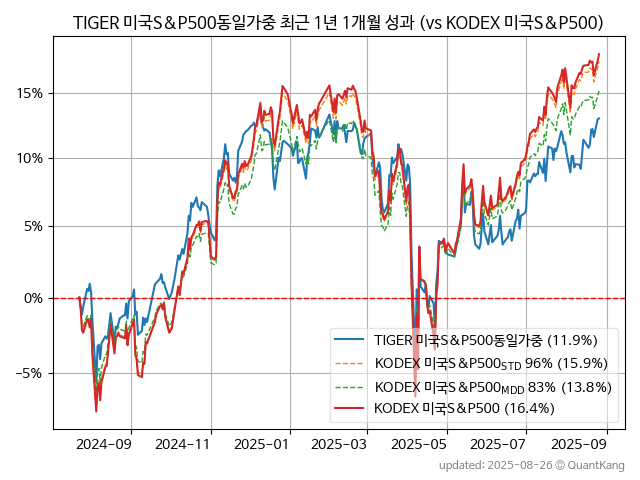 TIGER 미국S&P500동일가중 최근 1년 1개월 성과 (vs KODEX 미국S&P500)
15%
10%
5%
0%
−5%
TIGER 미국S&P500동일가중 (11.9%)
KODEX 미국S&P500STD 96% (15.9%)
KODEX 미국S&P500MDD 83% (13.8%)
KODEX 미국S&P500 (16.4%)
2024-09 2024-11 2025-01 2025-03 2025-05 2025-07 2025-09
updated: 2025-08-26 © QuantKang